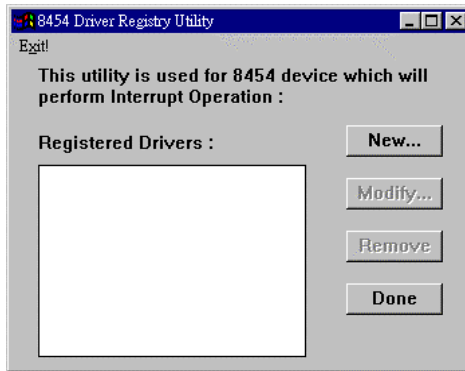 8454 Driver Registry Utility
Exit!
This utility is used for 8454 device which will
perform Interrupt Operation :
Registered Drivers :
New...
Modify...
Remove
Done